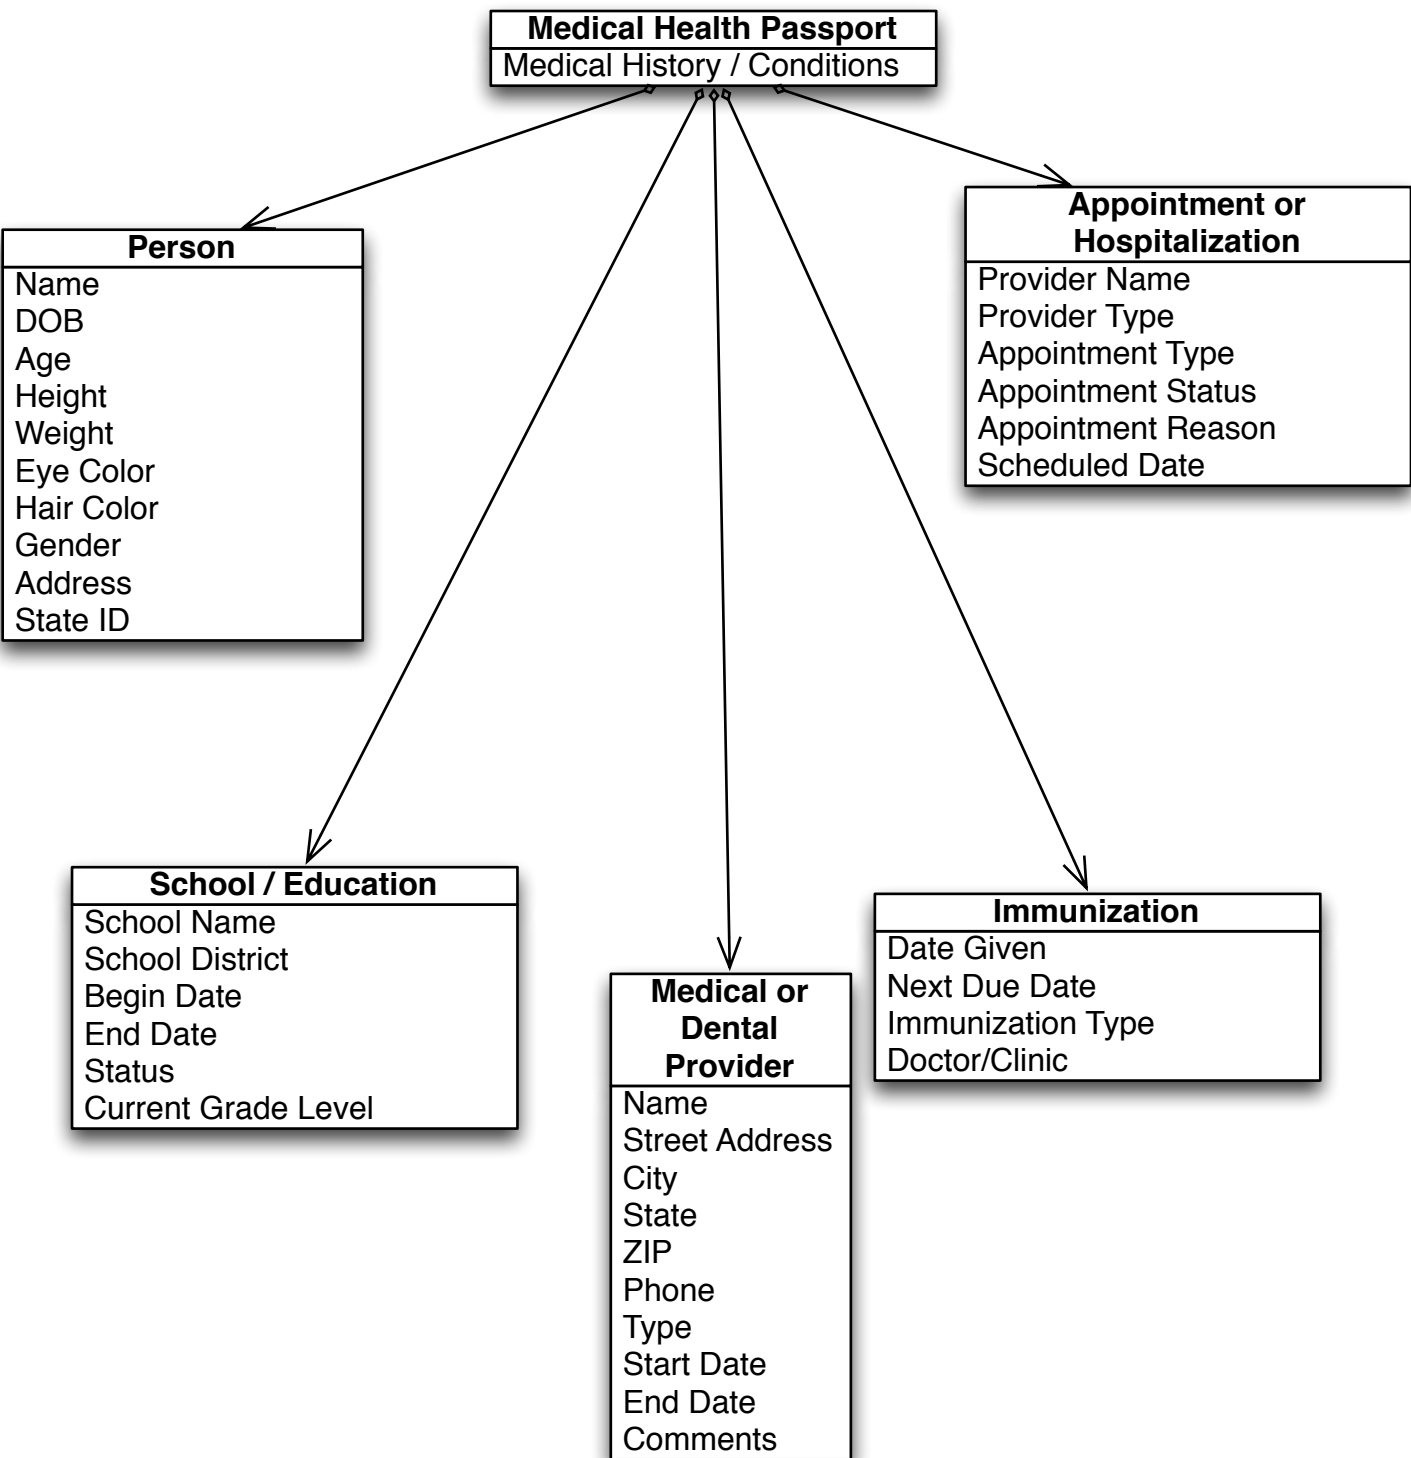 Medical Health Passport
Medical History / Conditions
Person
Name
DOB
Age
Height
Weight
Eye Color
Hair Color
Gender
Address
State ID
Appointment or
Hospitalization
Provider Name
Provider Type
Appointment Type
Appointment Status
Appointment Reason
Scheduled Date
School / Education
School Name
School District
Begin Date
End Date
Status
Current Grade Level
Medical or
Dental
Provider
Name
Street Address
City
State
ZIP
Phone
Type
Start Date
End Date
Comments
Immunization
Date Given
Next Due Date
Immunization Type
Doctor/Clinic